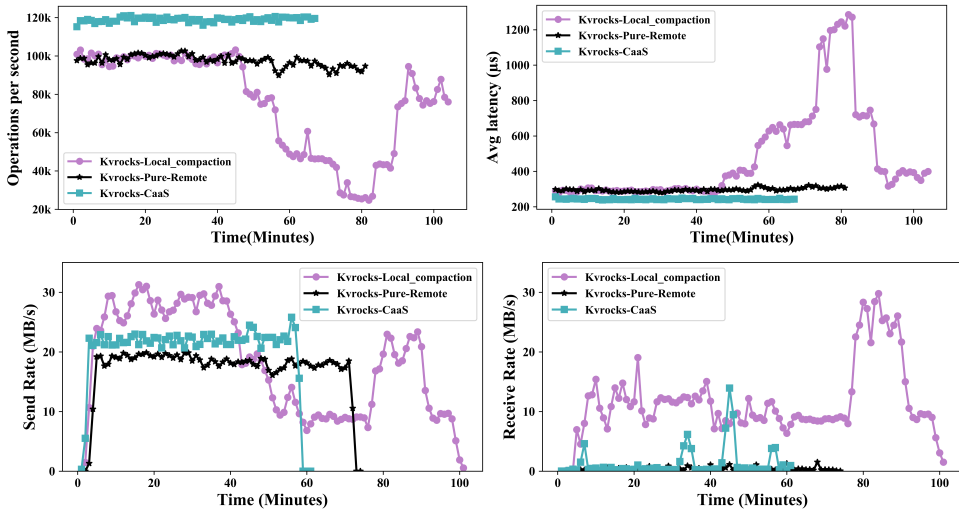 120k
100k
80k
60k
40k
20k
Operations per second
Kvrocks-Local_compaction
Kvrocks-Pure-Remote
Kvrocks-CaaS
0 20 40 60 80 100
Time(Minutes)
1400
1200
1000
800
600
400
200
Avg latency (μs)
Kvrocks-Local_compaction
Kvrocks-Pure-Remote
Kvrocks-CaaS
0 20 40 60 80 100
Time(Minutes)
30
20
10
0
Send Rate (MB/s)
Kvrocks-Local_compaction
Kvrocks-Pure-Remote
Kvrocks-CaaS
0 20 40 60 80 100
Time (Minutes)
30
20
10
0
Receive Rate (MB/s)
Kvrocks-Local_compaction
Kvrocks-Pure-Remote
Kvrocks-CaaS
0 20 40 60 80 100
Time (Minutes)